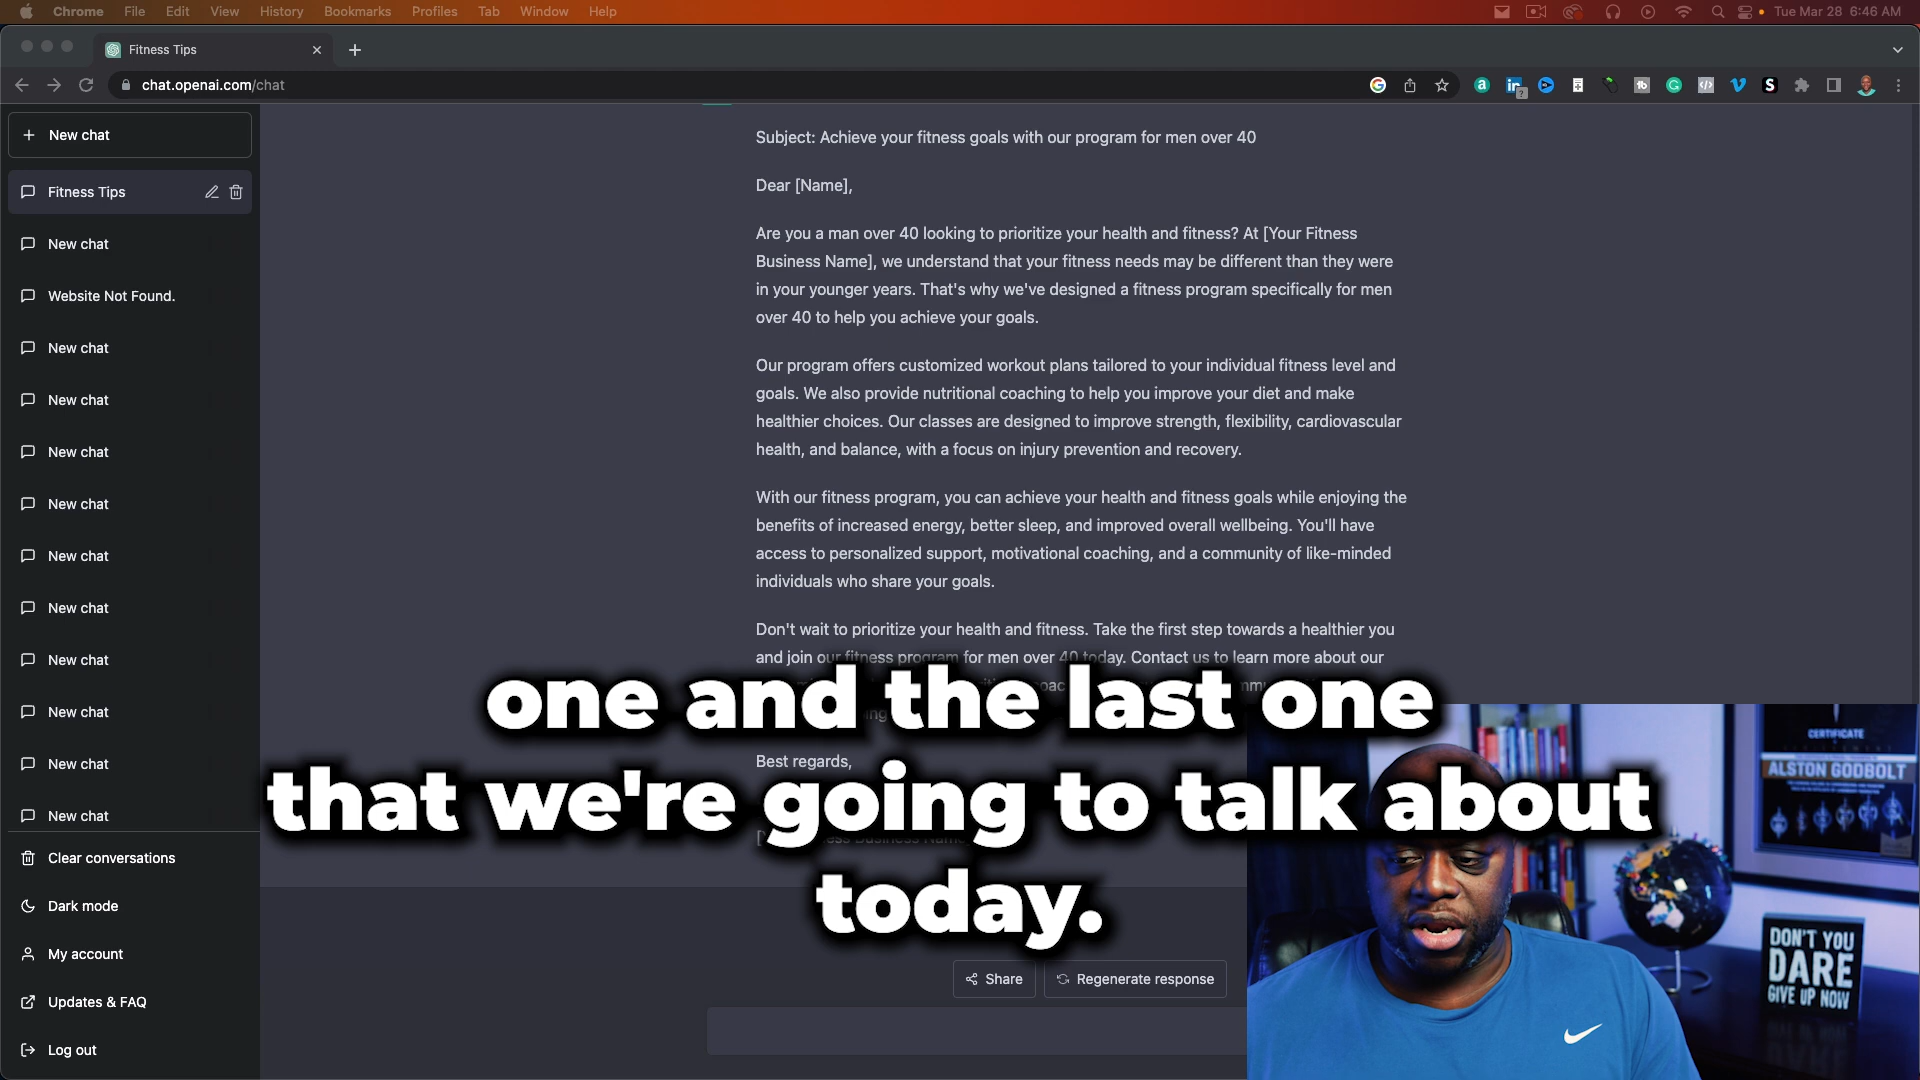 Chrome File Edit View History Bookmarks Profiles Tab Window Help
Tue Mar 28 6:46 AM
Fitness Tips
chat.openai.com/chat
New chat
Fitness Tips
New chat
Website Not Found.
New chat
New chat
New chat
New chat
New chat
New chat
New chat
New chat
New chat
New chat
Clear conversations
Dark mode
My account
Updates & FAQ
Log out
Subject: Achieve your fitness goals with our program for men over 40
Dear [Name],
Are you a man over 40 looking to prioritize your health and fitness? At [Your Fitness
Business Name], we understand that your fitness needs may be different than they were
in your younger years. That's why we've designed a fitness program specifically for men
over 40 to help you achieve your goals.
Our program offers customized workout plans tailored to your individual fitness level and
goals. We also provide nutritional coaching to help you improve your diet and make
healthier choices. Our classes are designed to improve strength, flexibility, cardiovascular
health, and balance, with a focus on injury prevention and recovery.
With our fitness program, you can achieve your health and fitness goals while enjoying the
benefits of increased energy, better sleep, and improved overall wellbeing. You'll have
access to personalized support, motivational coaching, and a community of like-minded
individuals who share your goals.
Don't wait to prioritize your health and fitness. Take the first step towards a healthier you
and join our fitness program for men over 40 today. Contact us to learn more about our
Best regards,
one and the last one
that we're going to talk about
today.
Share
Regenerate response
CERTIFICATE
ALSTON GODBOLT
DON'T YOU
DARE
GIVE UP NOW